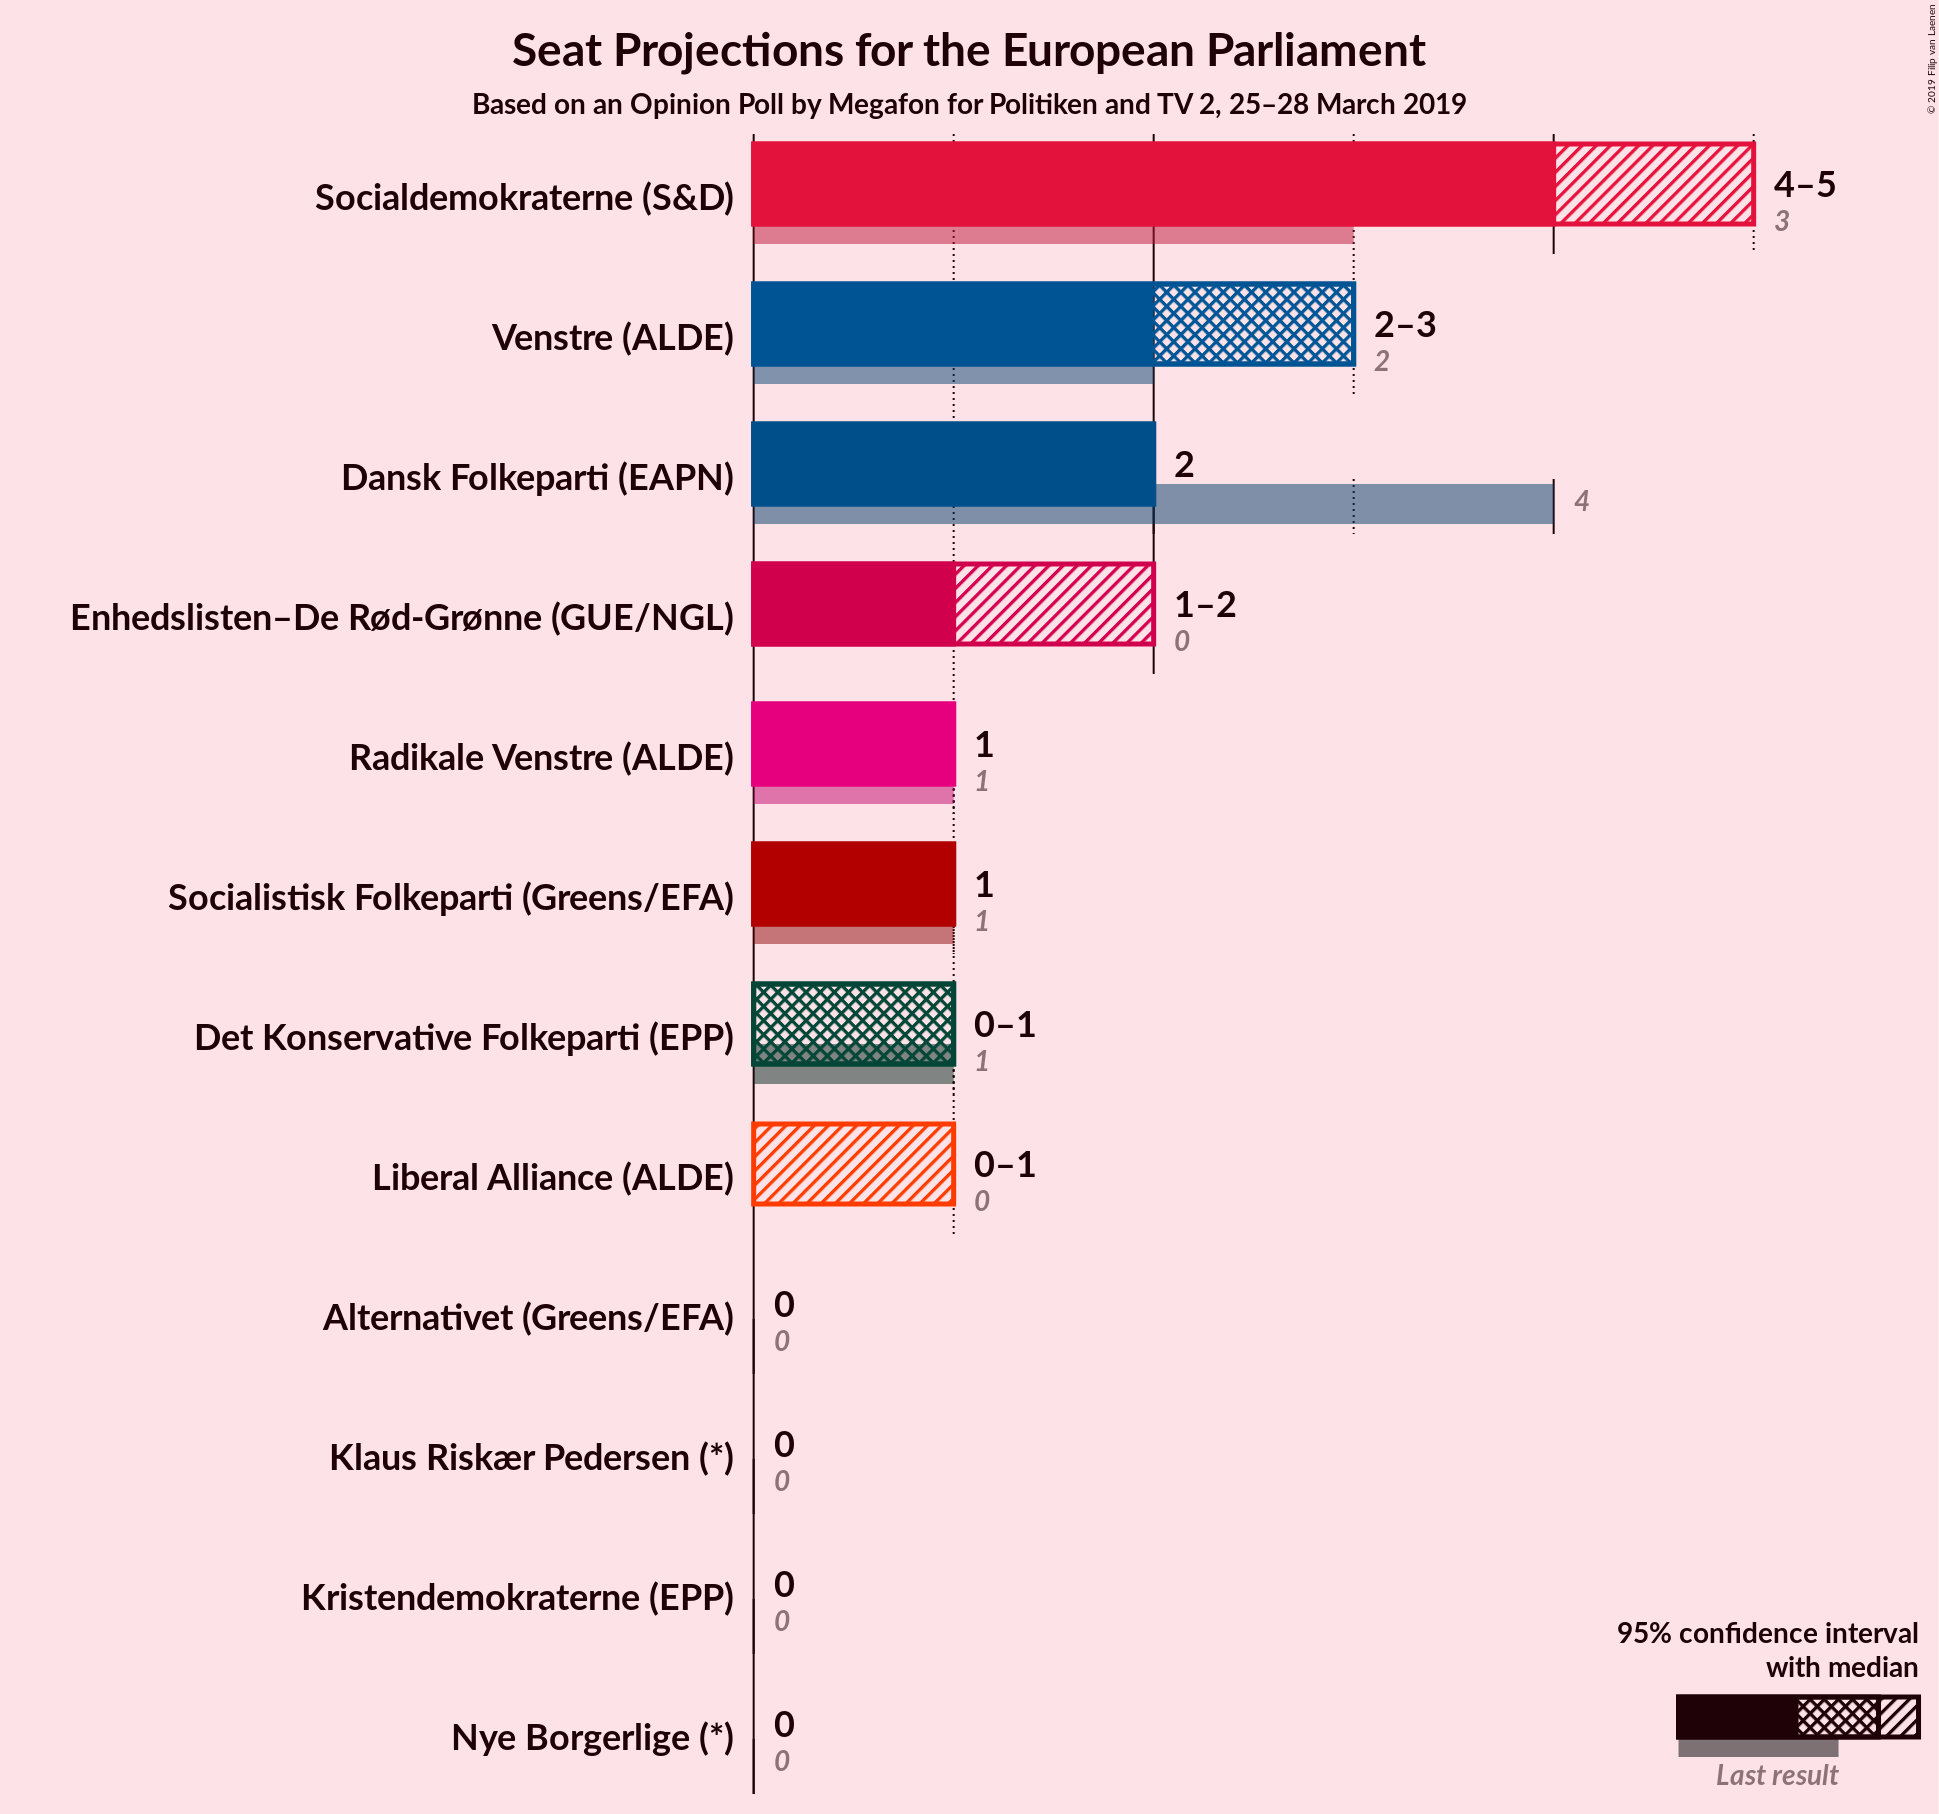 © 2019 Filip van Laenen
Seat Projections for the European Parliament
Based on an Opinion Poll by Megafon for Politiken and TV 2, 25–28 March 2019
Socialdemokraterne (S&D)
4–5
3
Venstre (ALDE)
2–3
2
Dansk Folkeparti (EAPN)
2
4
Enhedslisten–De Rød-Grønne (GUE/NGL)
1–2
0
Radikale Venstre (ALDE)
1
1
Socialistisk Folkeparti (Greens/EFA)
1
1
Det Konservative Folkeparti (EPP)
0–1
1
Liberal Alliance (ALDE)
0–1
0
Alternativet (Greens/EFA)
0
0
Klaus Riskær Pedersen (*)
0
0
Kristendemokraterne (EPP)
0
0
Nye Borgerlige (*)
0
0
95% confidence interval
with median
Last result